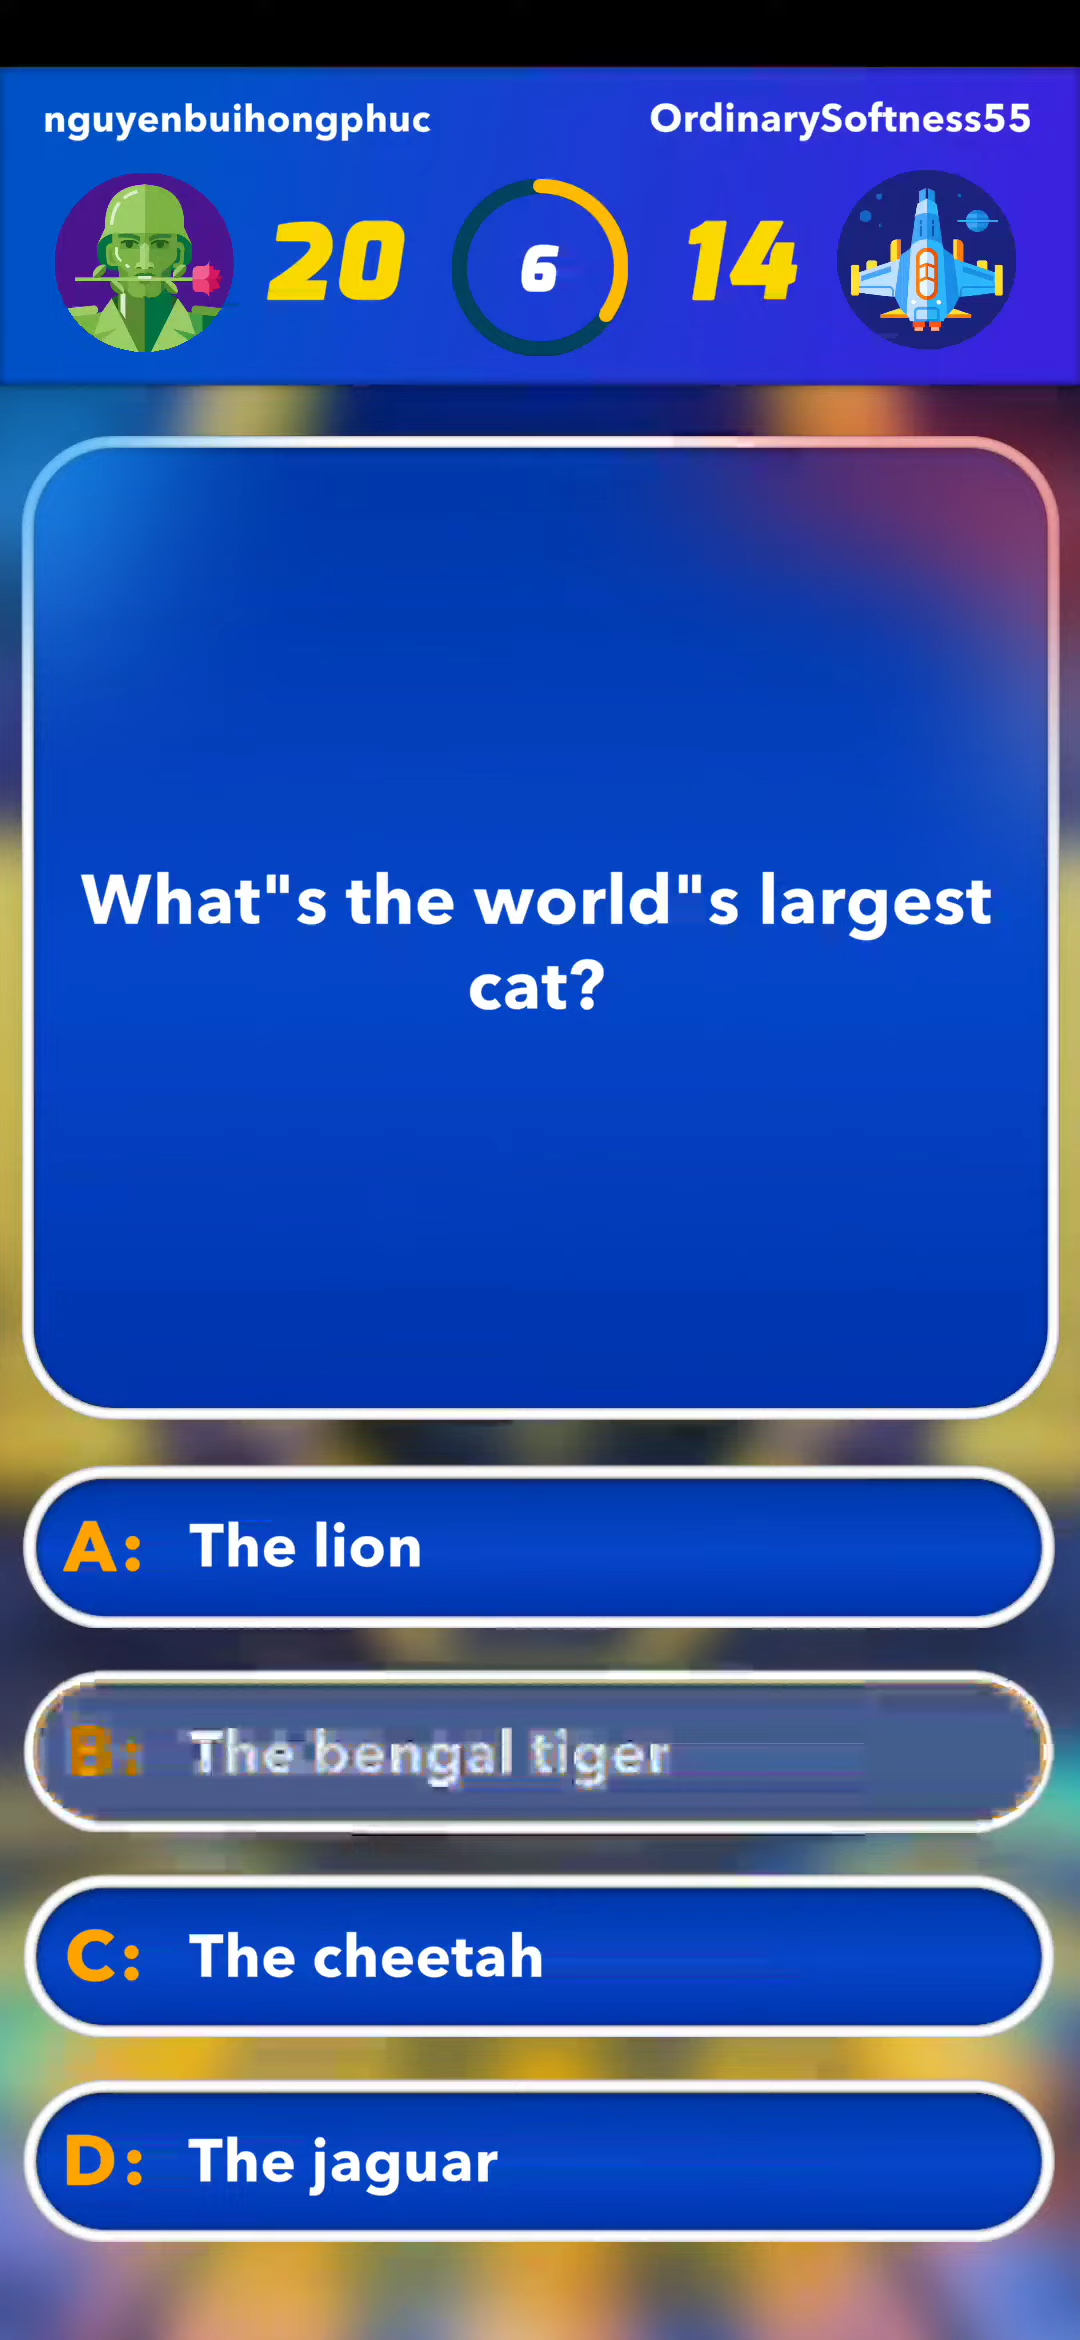 nguyenbuihongphuc
OrdinarySoftness55
20
6
14
What"s the world"s largest
cat?
A: The lion
B: The bengal tiger
C: The cheetah
D: The jaguar